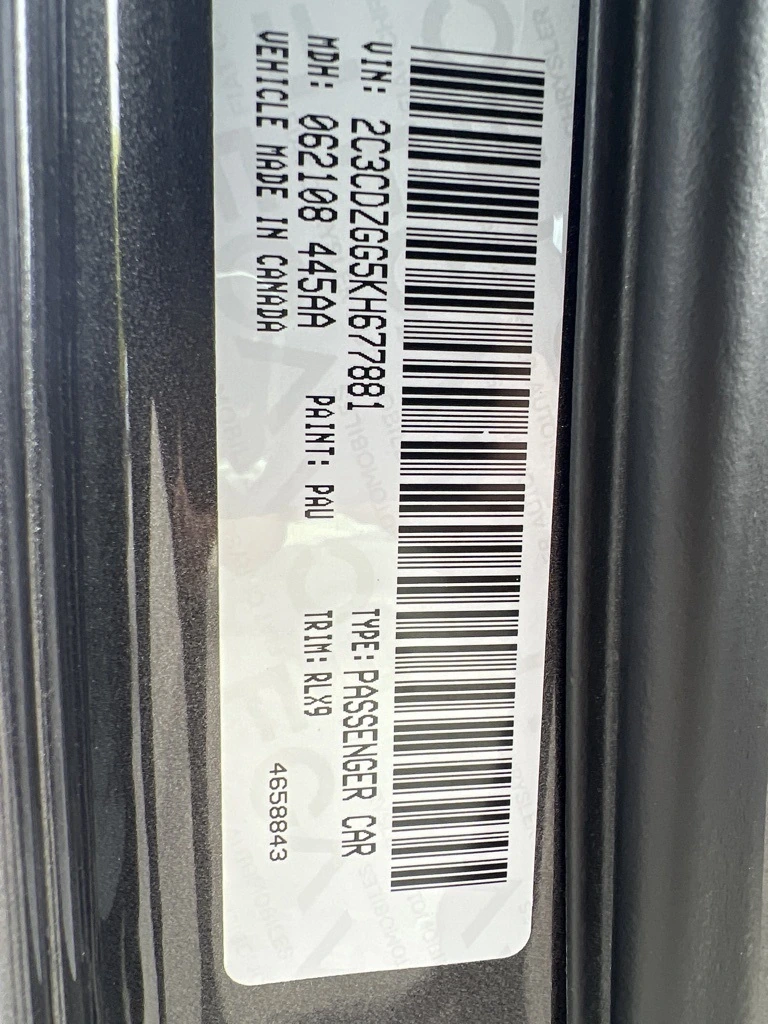 VIN: 2C3CDZGG5KH677881 TYPE: PASSENGER CAR
MDH: 062108 445AA PAINT: PAU TRIM: RLX9
VEHICLE MADE IN CANADA
4658843